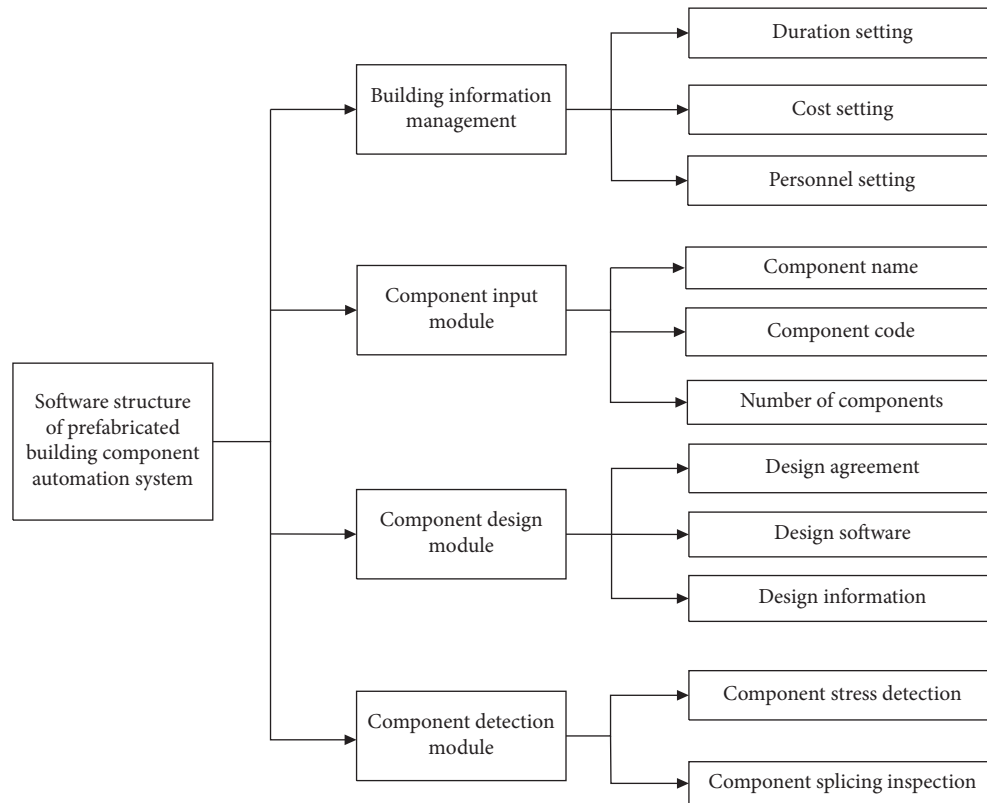 Software structure
of prefabricated
building component
automation system
Building information
management
Duration setting
Cost setting
Personnel setting
Component input
module
Component name
Component code
Number of components
Component design
module
Design agreement
Design software
Design information
Component detection
module
Component stress detection
Component splicing inspection